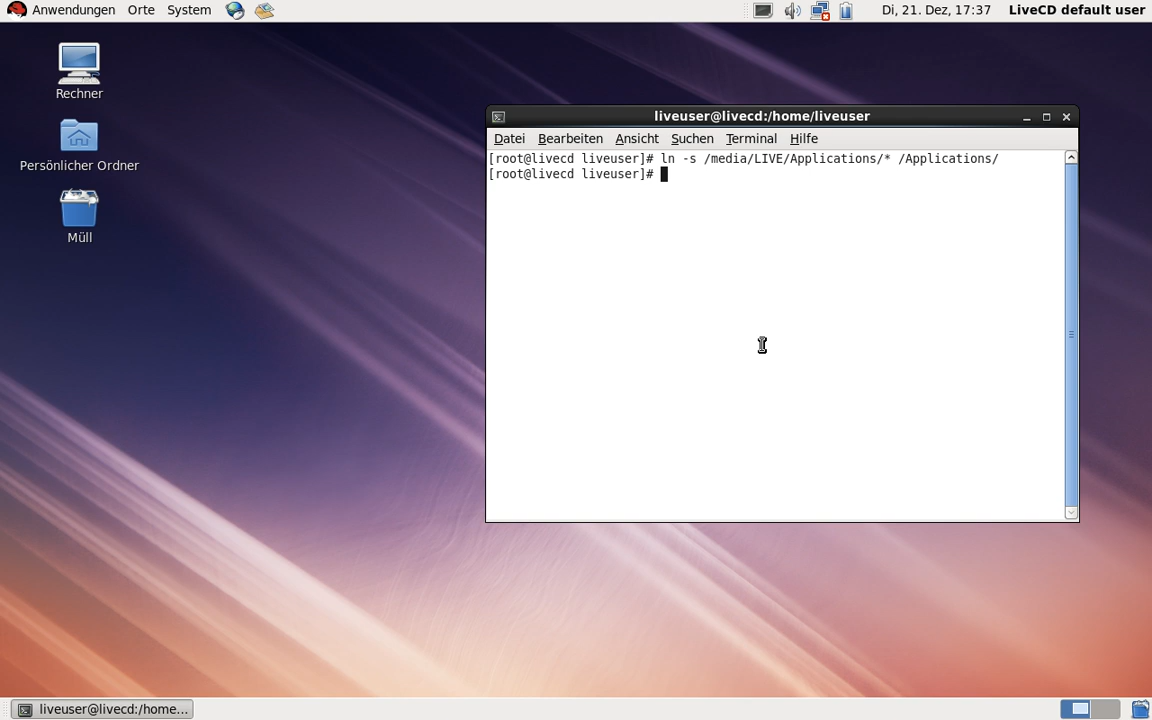 Anwendungen Orte System Di, 21. Dez, 17:37 LiveCD default user
Rechner
Persönlicher Ordner
Müll
liveuser@livecd:/home/liveuser
Datei Bearbeiten Ansicht Suchen Terminal Hilfe
[root@livecd liveuser]# ln -s /media/LIVE/Applications/* /Applications/
[root@livecd liveuser]#
liveuser@livecd:/home...